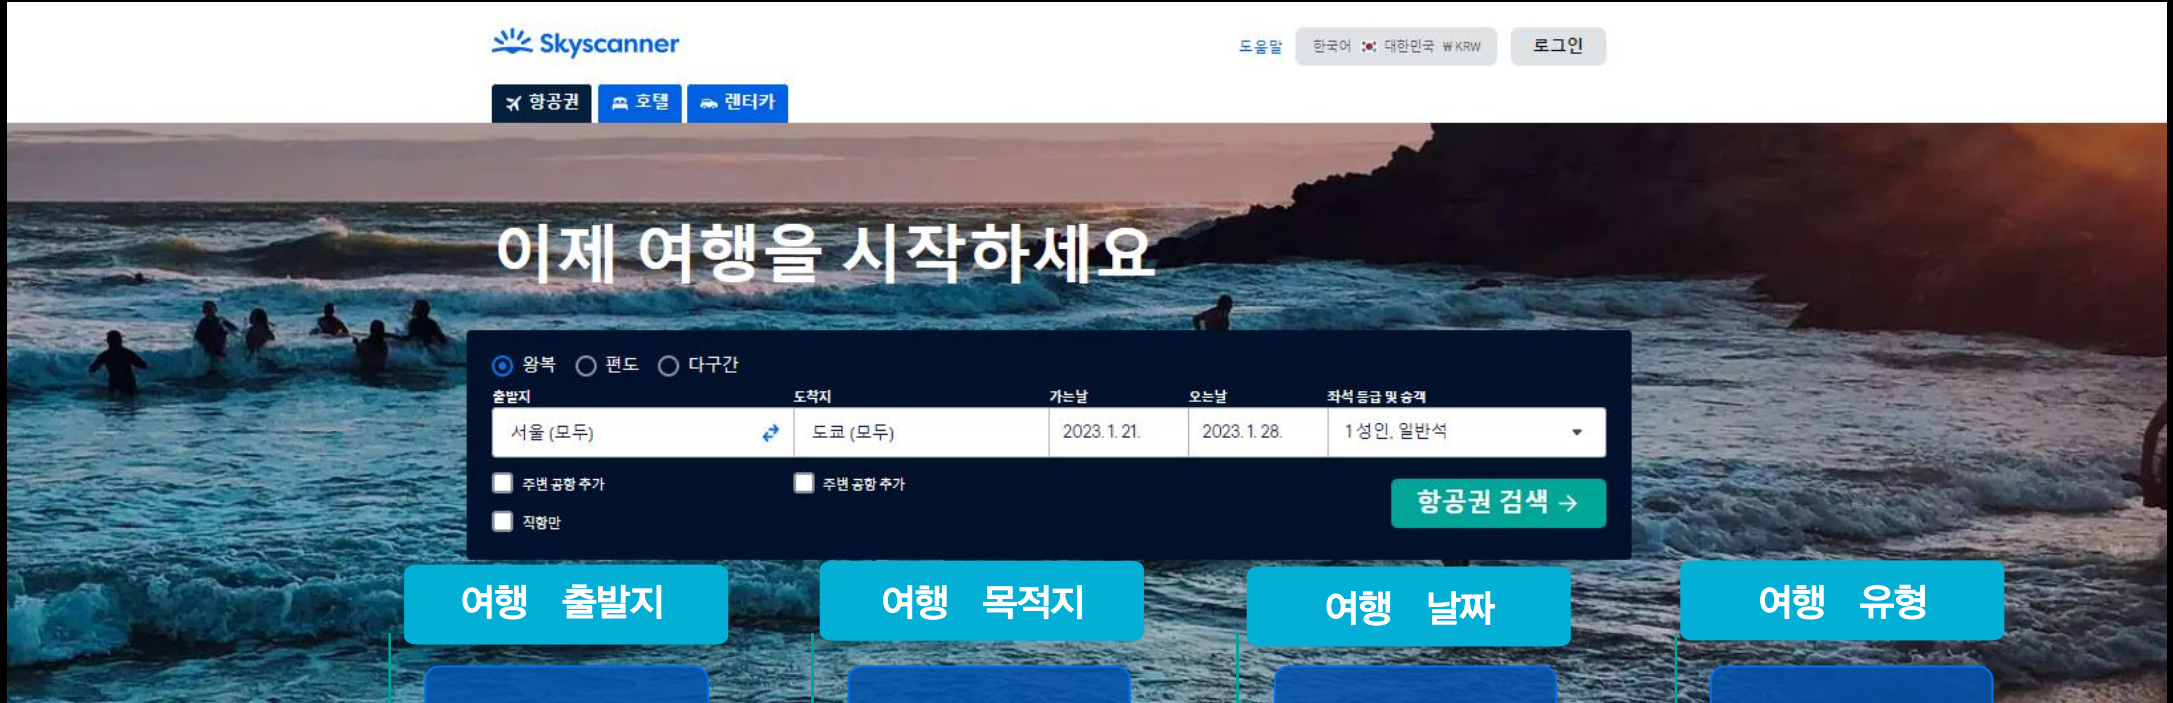 Skyscanner
도움말 한국어 대한민국 ₩ KRW 로그인
항공권 호텔 렌터카
이제 여행을 시작하세요
왕복 편도 다구간
출발지 도착지 가는날 오는날 좌석 등급 및 승객
서울 (모두) 도쿄 (모두) 2023. 1. 21. 2023. 1. 28. 1 성인, 일반석
주변 공항 추가 주변 공항 추가
항공권 검색 →
직항만
여행 출발지 여행 목적지 여행 날짜 여행 유형